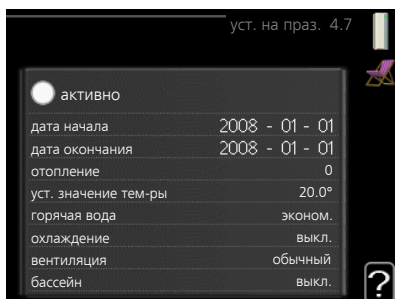 уст. на праз. 4.7
активно
дата начала 2008 - 01 - 01
дата окончания 2008 - 01 - 01
отопление 0
уст. значение тем-ры 20.0°
горячая вода эконом.
охлаждение выкл.
вентиляция обычный
бассейн выкл.
?